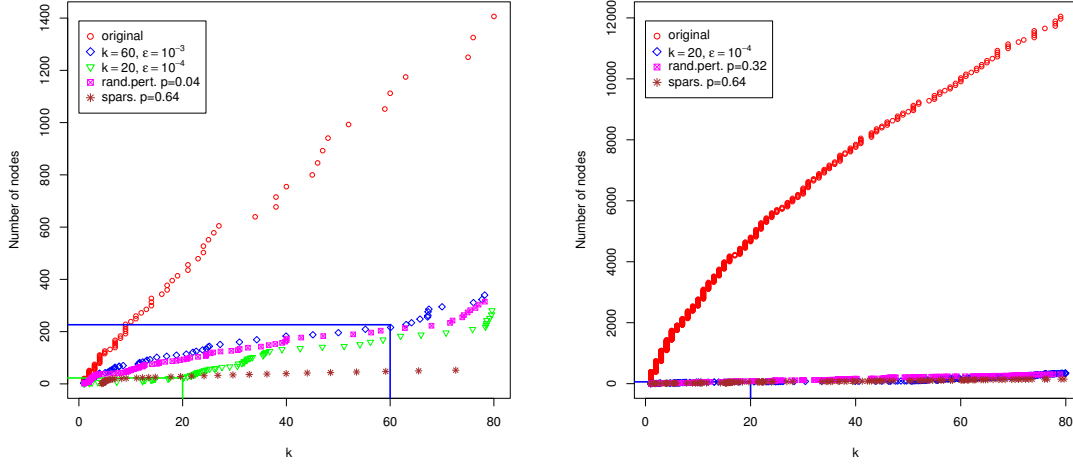 original
k = 60, ε = 10⁻³
k = 20, ε = 10⁻⁴
rand.pert. p=0.04
spars. p=0.64
Number of nodes
0 200 400 600 800 1000 1200 1400
0 20 40 60 80
k
original
k = 20, ε = 10⁻⁴
rand.pert. p=0.32
spars. p=0.64
Number of nodes
0 2000 4000 6000 8000 10000 12000
0 20 40 60 80
k